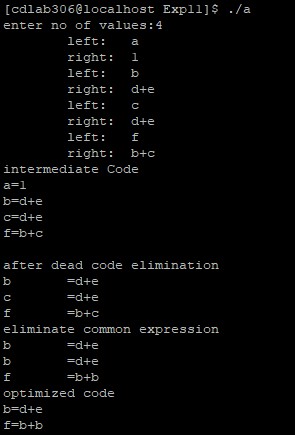 [cdlab306@localhost Exp11]$ ./a
enter no of values:4
        left:   a
        right:  1
        left:   b
        right:  d+e
        left:   c
        right:  d+e
        left:   f
        right:  b+c
intermediate Code
a=1
b=d+e
c=d+e
f=b+c

after dead code elimination
b       =d+e
c       =d+e
f       =b+c
eliminate common expression
b       =d+e
b       =d+e
f       =b+b
optimized code
b=d+e
f=b+b